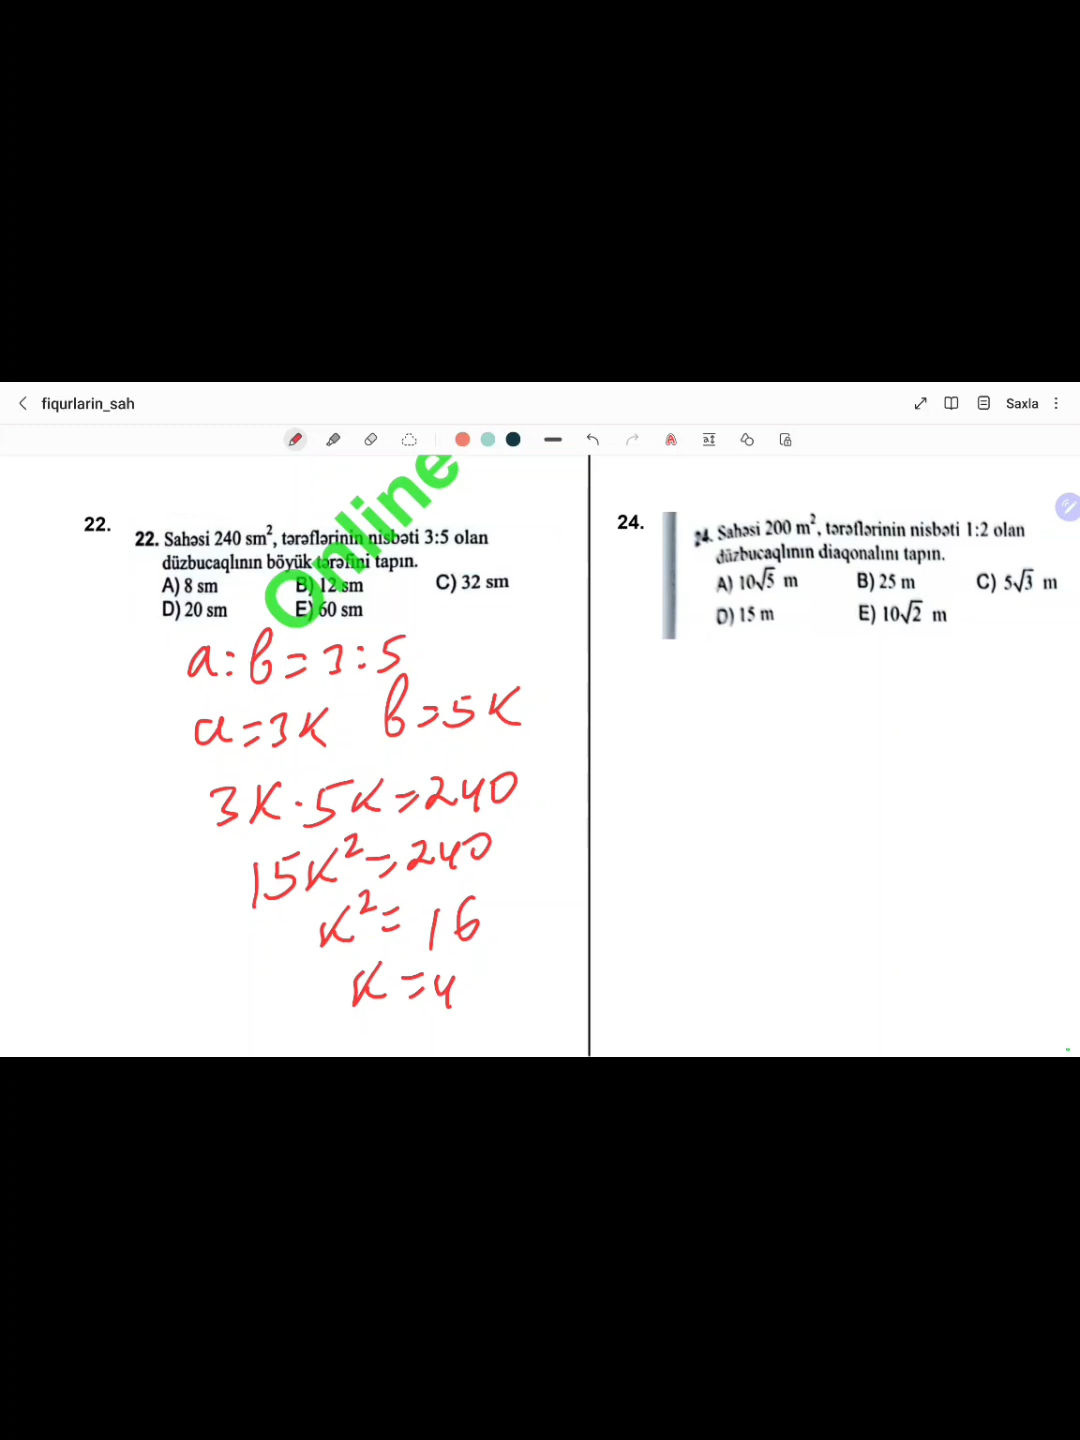 fiqurlarin_sah
Saxla
Online
22.
22. Sahəsi 240 sm², tərəflərinin nisbəti 3:5 olan
düzbucaqlının böyük tərəfini tapın.
A) 8 sm B) 12 sm C) 32 sm
D) 20 sm E) 60 sm
a:b=3:5
a=3k b=5k
3k·5k=240
15k²=240
k²=16
k=4
24.
24. Sahəsi 200 m², tərəflərinin nisbəti 1:2 olan
düzbucaqlının diaqonalını tapın.
A) 10√5 m B) 25 m C) 5√3 m
D) 15 m E) 10√2 m